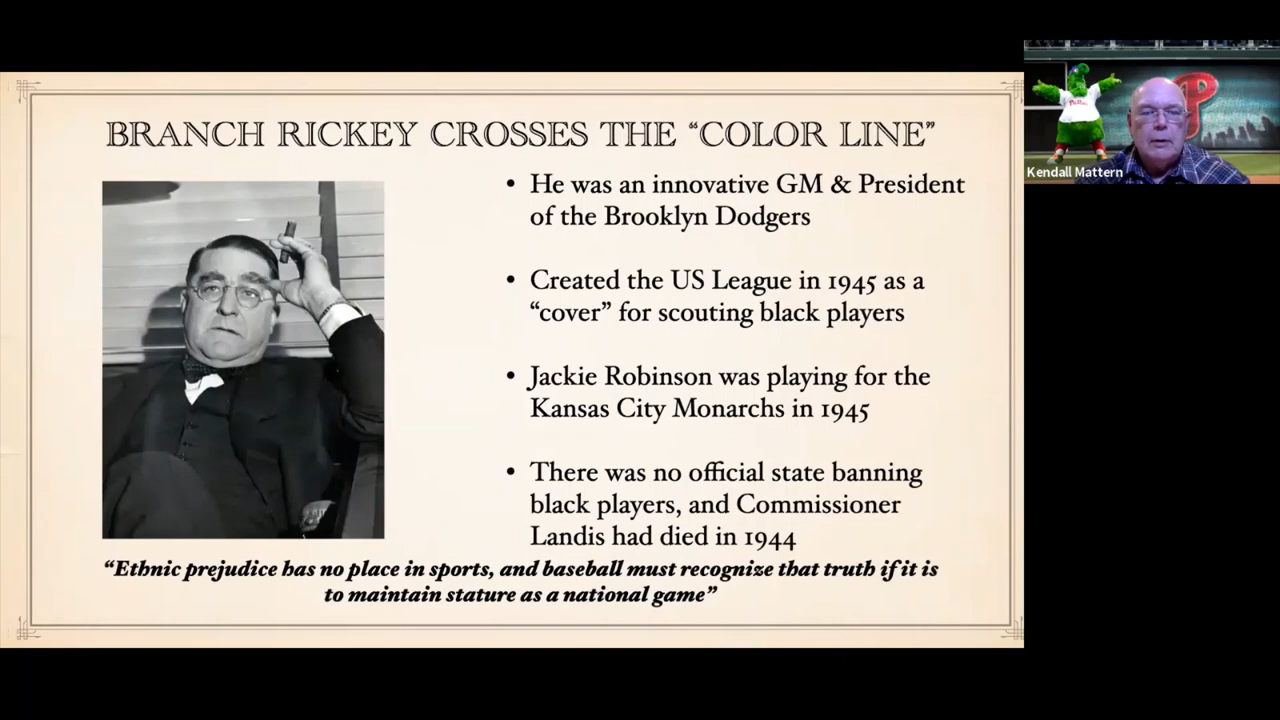 BRANCH RICKEY CROSSES THE “COLOR LINE”
• He was an innovative GM & President
of the Brooklyn Dodgers
• Created the US League in 1945 as a
“cover” for scouting black players
• Jackie Robinson was playing for the
Kansas City Monarchs in 1945
• There was no official state banning
black players, and Commissioner
Landis had died in 1944
“Ethnic prejudice has no place in sports, and baseball must recognize that truth if it is
to maintain stature as a national game”
Phillies
P
Kendall Mattern